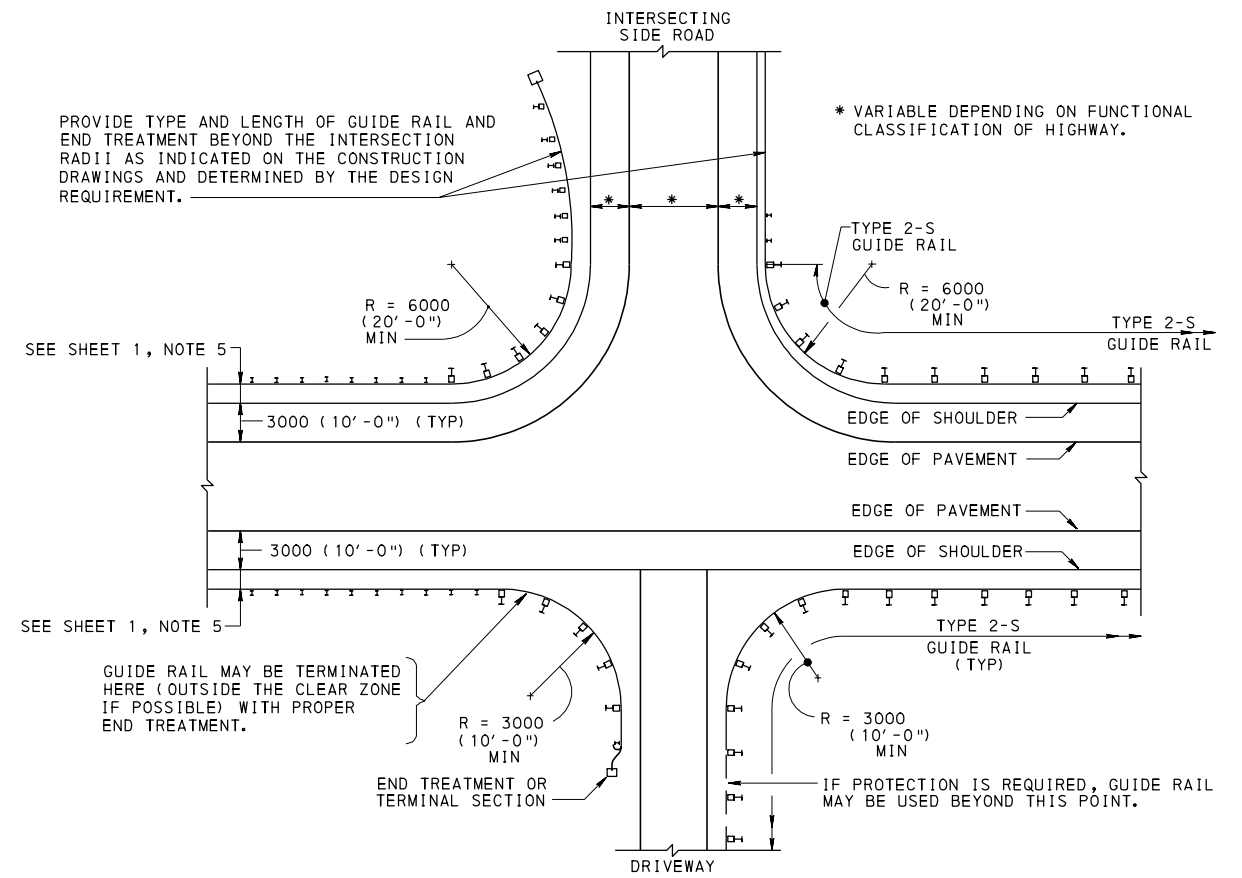 INTERSECTING
SIDE ROAD
PROVIDE TYPE AND LENGTH OF GUIDE RAIL AND
END TREATMENT BEYOND THE INTERSECTION
RADII AS INDICATED ON THE CONSTRUCTION
DRAWINGS AND DETERMINED BY THE DESIGN
REQUIREMENT.
* VARIABLE DEPENDING ON FUNCTIONAL
CLASSIFICATION OF HIGHWAY.
* * *
TYPE 2-S
GUIDE RAIL
R = 6000
(20'-0")
MIN
R = 6000
(20'-0")
MIN
TYPE 2-S
GUIDE RAIL
SEE SHEET 1, NOTE 5
3000 (10'-0") (TYP)
EDGE OF SHOULDER
EDGE OF PAVEMENT
EDGE OF PAVEMENT
3000 (10'-0") (TYP)
EDGE OF SHOULDER
SEE SHEET 1, NOTE 5
TYPE 2-S
GUIDE RAIL
(TYP)
GUIDE RAIL MAY BE TERMINATED
HERE (OUTSIDE THE CLEAR ZONE
IF POSSIBLE) WITH PROPER
END TREATMENT.
R = 3000
(10'-0")
MIN
R = 3000
(10'-0")
MIN
END TREATMENT OR
TERMINAL SECTION
IF PROTECTION IS REQUIRED, GUIDE RAIL
MAY BE USED BEYOND THIS POINT.
DRIVEWAY